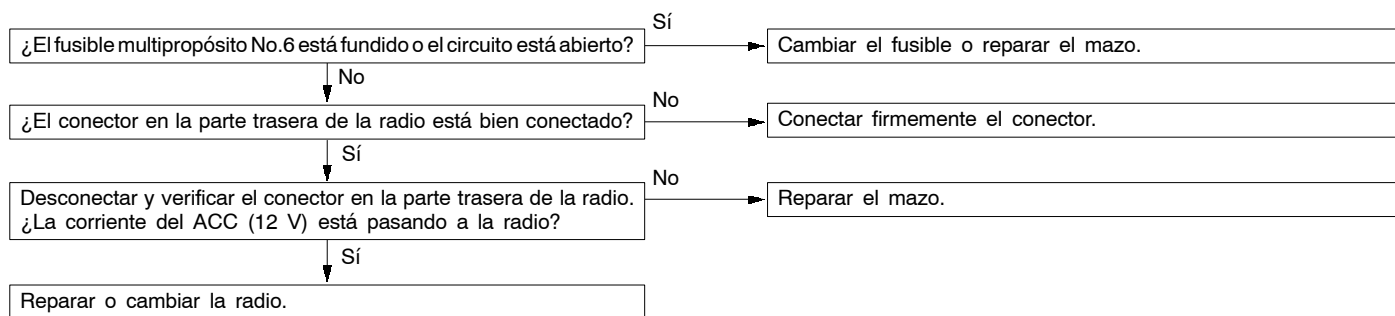 Sí
¿El fusible multipropósito No.6 está fundido o el circuito está abierto?
Cambiar el fusible o reparar el mazo.
No
No
¿El conector en la parte trasera de la radio está bien conectado?
Conectar firmemente el conector.
Sí
No
Desconectar y verificar el conector en la parte trasera de la radio.
¿La corriente del ACC (12 V) está pasando a la radio?
Reparar el mazo.
Sí
Reparar o cambiar la radio.